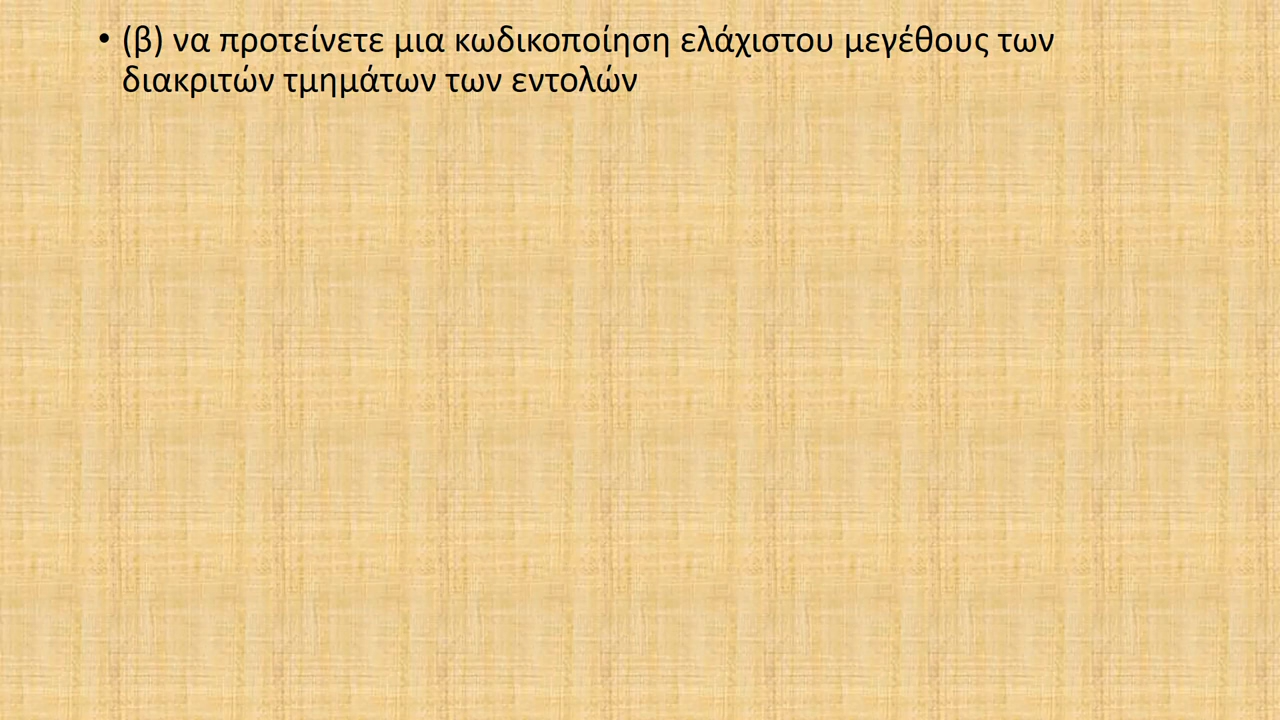 • (β) να προτείνετε μια κωδικοποίηση ελάχιστου μεγέθους των
διακριτών τμημάτων των εντολών